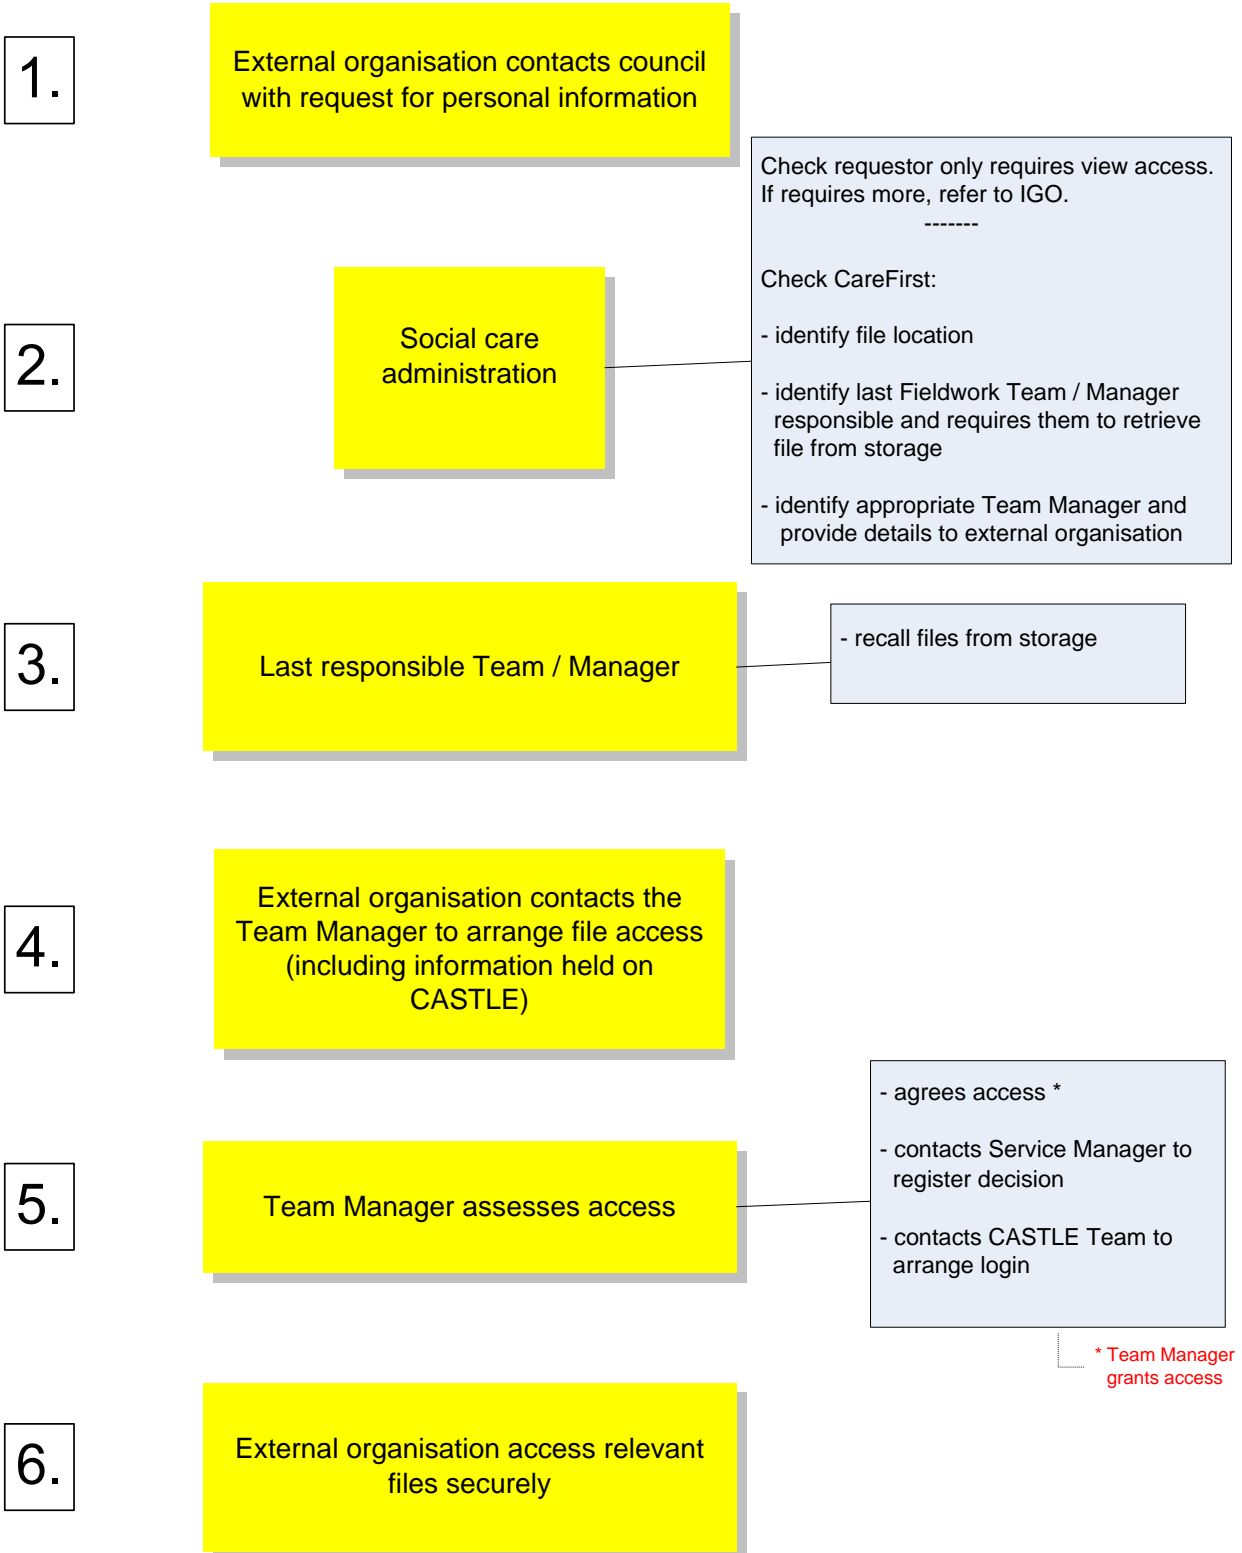 1.
External organisation contacts council
with request for personal information
Check requestor only requires view access.
If requires more, refer to IGO.
-------
Check CareFirst:
- identify file location
- identify last Fieldwork Team / Manager
responsible and requires them to retrieve
file from storage
- identify appropriate Team Manager and
provide details to external organisation
2.
Social care
administration
3.
Last responsible Team / Manager
- recall files from storage
4.
External organisation contacts the
Team Manager to arrange file access
(including information held on
CASTLE)
5.
Team Manager assesses access
- agrees access *
- contacts Service Manager to
register decision
- contacts CASTLE Team to
arrange login
* Team Manager
grants access
6.
External organisation access relevant
files securely